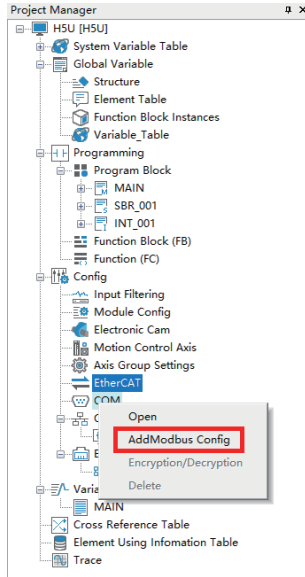 Project Manager
H5U [H5U]
System Variable Table
Global Variable
Structure
Element Table
Function Block Instances
Variable_Table
Programming
Program Block
MAIN
SBR_001
INT_001
Function Block (FB)
Function (FC)
Config
Input Filtering
Module Config
Electronic Cam
Motion Control Axis
Axis Group Settings
EtherCAT
COM
Open
AddModbus Config
Encryption/Decryption
Delete
Varia
MAIN
Cross Reference Table
Element Using Infomation Table
Trace